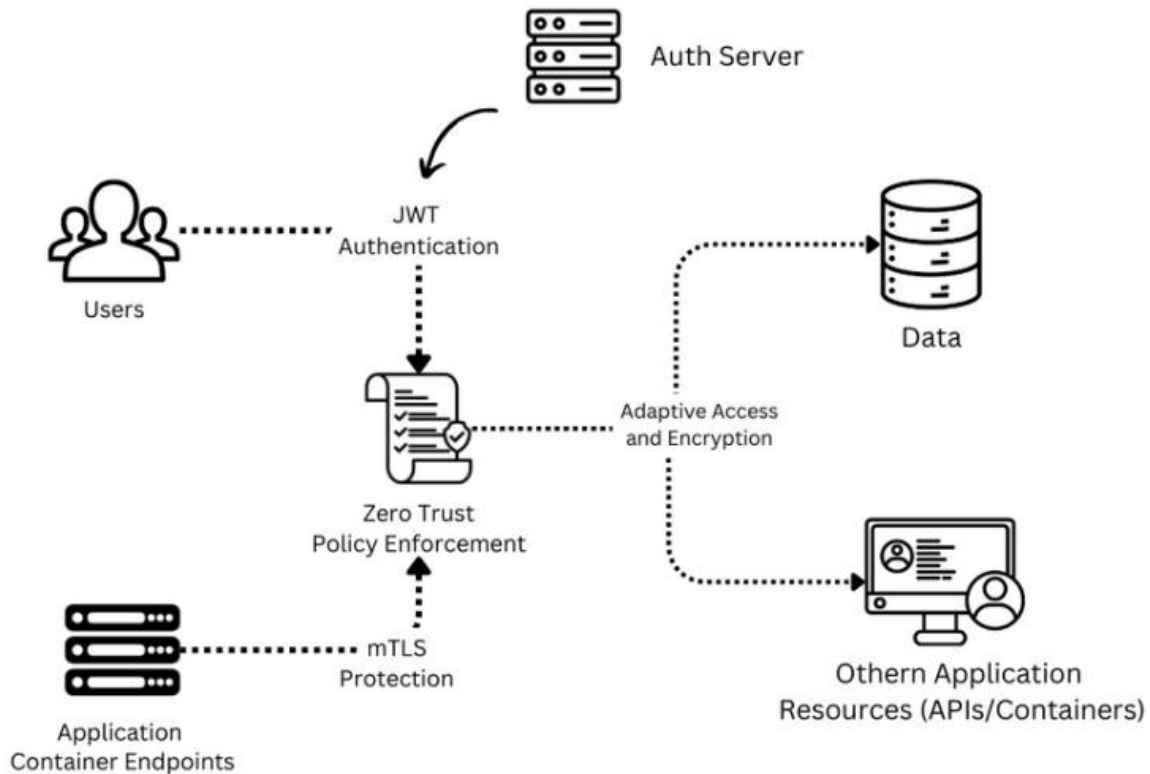 Auth Server
JWT
Authentication
Users
Data
Adaptive Access
and Encryption
Zero Trust
Policy Enforcement
mTLS
Protection
Othern Application
Resources (APIs/Containers)
Application
Container Endpoints